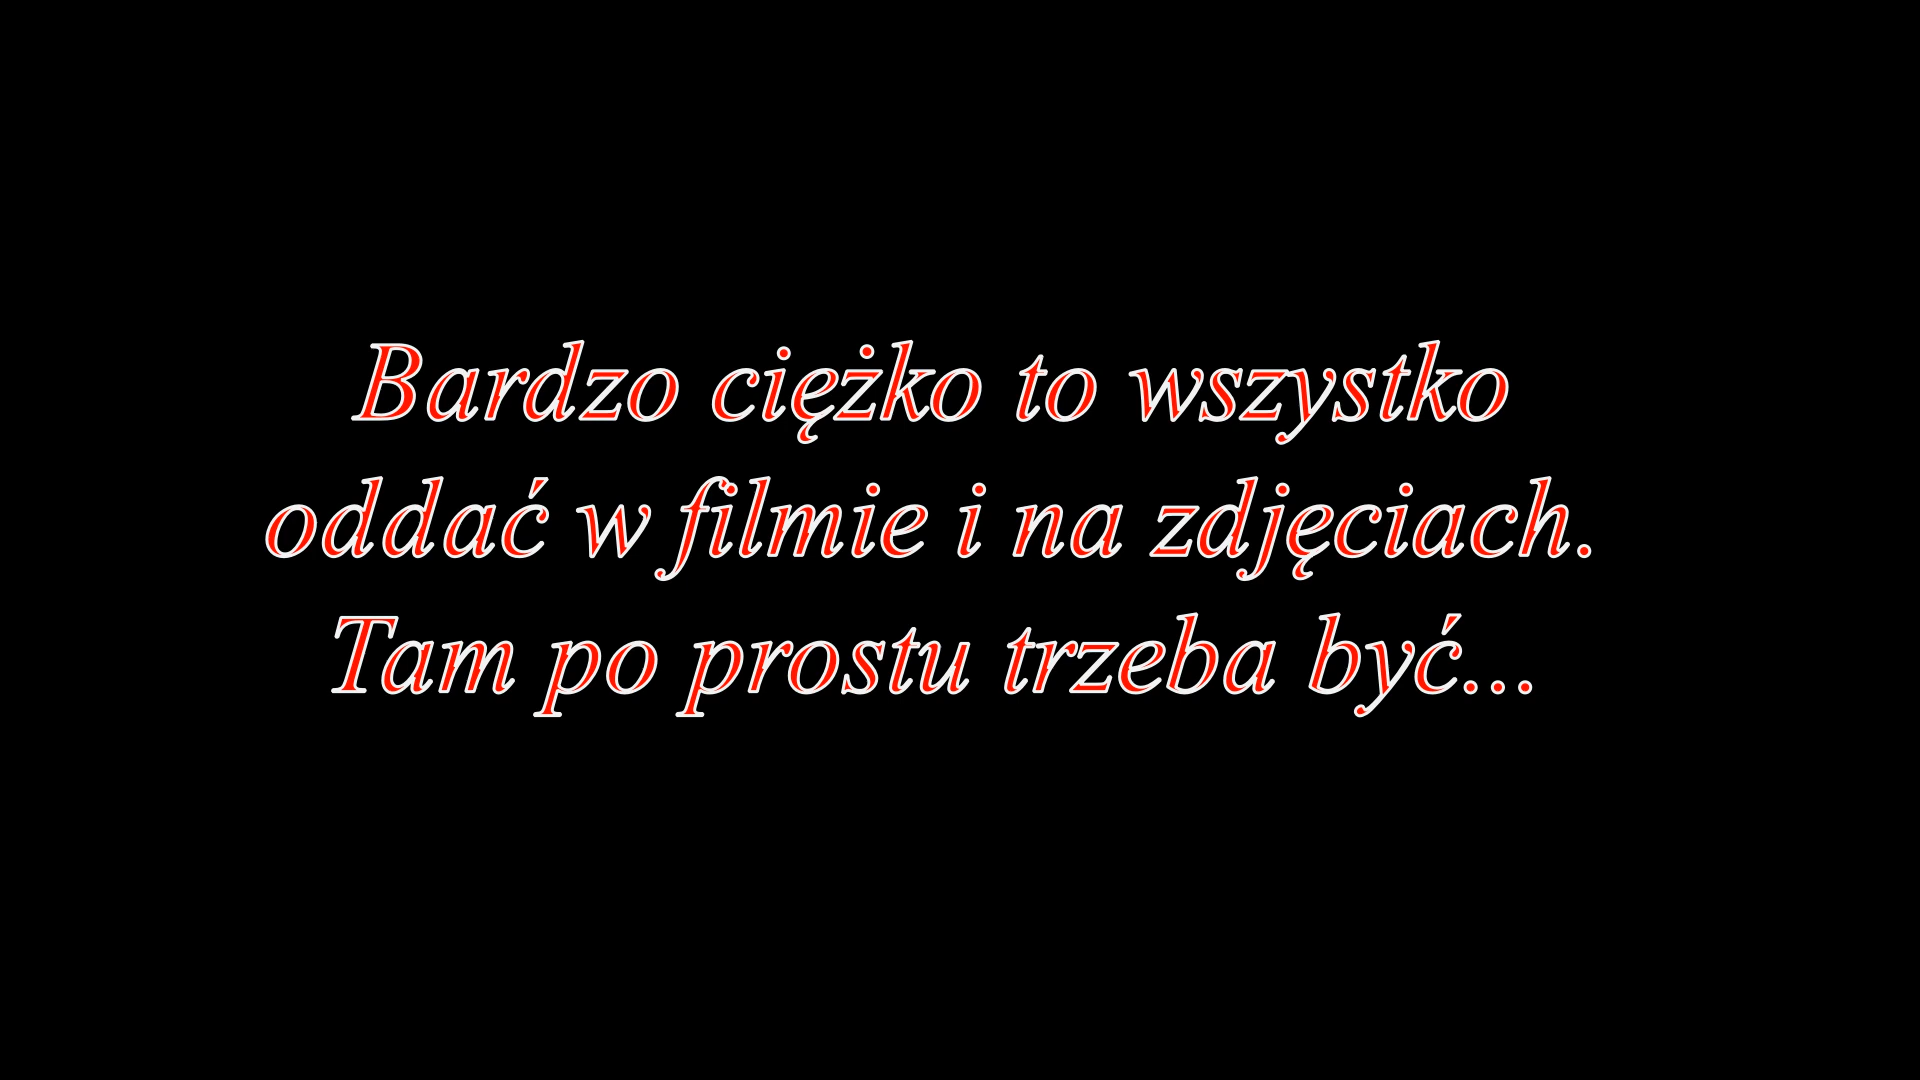 Bardzo ciężko to wszystko
oddać w filmie i na zdjęciach.
Tam po prostu trzeba być...